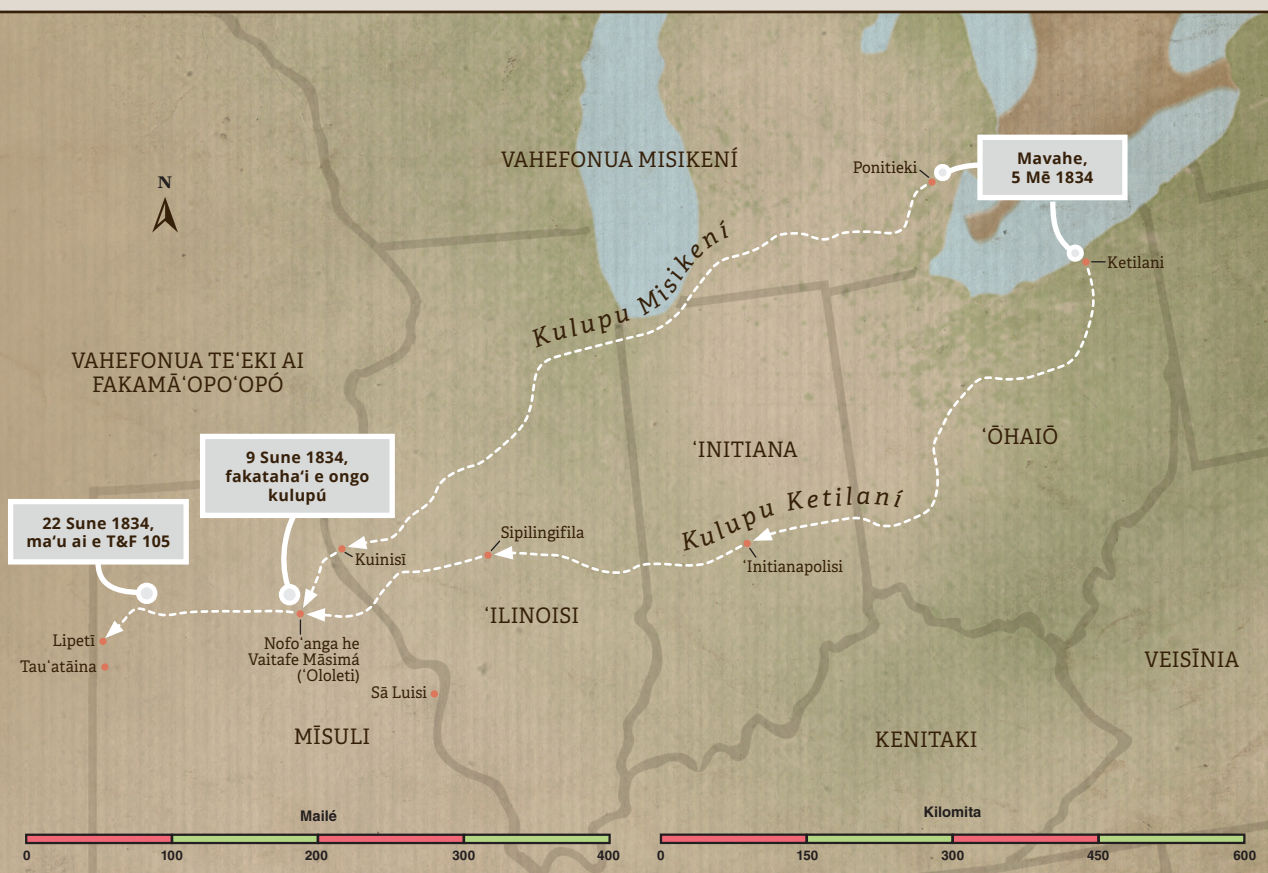 VAHEFONUA MISIKENÍ
Ponitieki
Mavahe,
5 Mē 1834
N
Ketilani
Kulupu Misikení
VAHEFONUA TEʻEKI AI
FAKAMĀʻOPOʻOPÓ
ʻINITIANA
ʻŌHAIŌ
9 Sune 1834,
fakatahaʻi e ongo
kulupú
Kulupu Ketilaní
22 Sune 1834,
maʻu ai e T&F 105
Sipilingifila
Kuinisī
ʻInitianapolisi
ʻILINOISI
Lipetī
Tauʻatāina
Nofoʻanga he
Vaitafe Māsimá
(ʻOloleti)
Sā Luisi
VEISĪNIA
MĪSULI
KENITAKI
Mailé
0 100 200 300 400
Kilomita
0 150 300 450 600